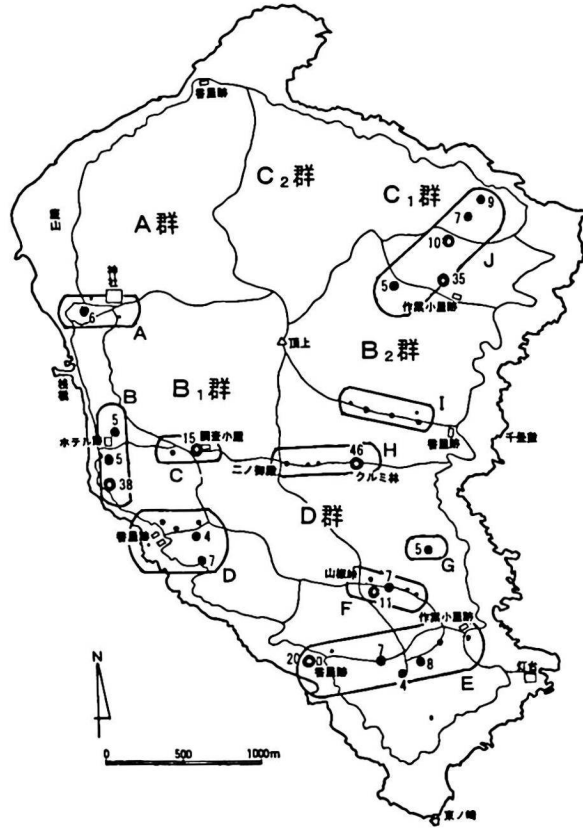 番屋跡
C₂群
C₁群
A群
9
7
10
J
5
35
作業小屋跡
神社
6
A
頂上
B₂群
桟橋
B₁群
B
I
5
15
調査小屋
番屋跡
千畳敷
ホテル跡
5
C
H
46
二ノ御殿
クルミ林
38
D群
番屋跡
4
5
G
7
D
山椒峠
7
F
11
作業小屋跡
20
番屋跡
7
8
4
E
灯台
N
0
500
1000m
東ノ崎